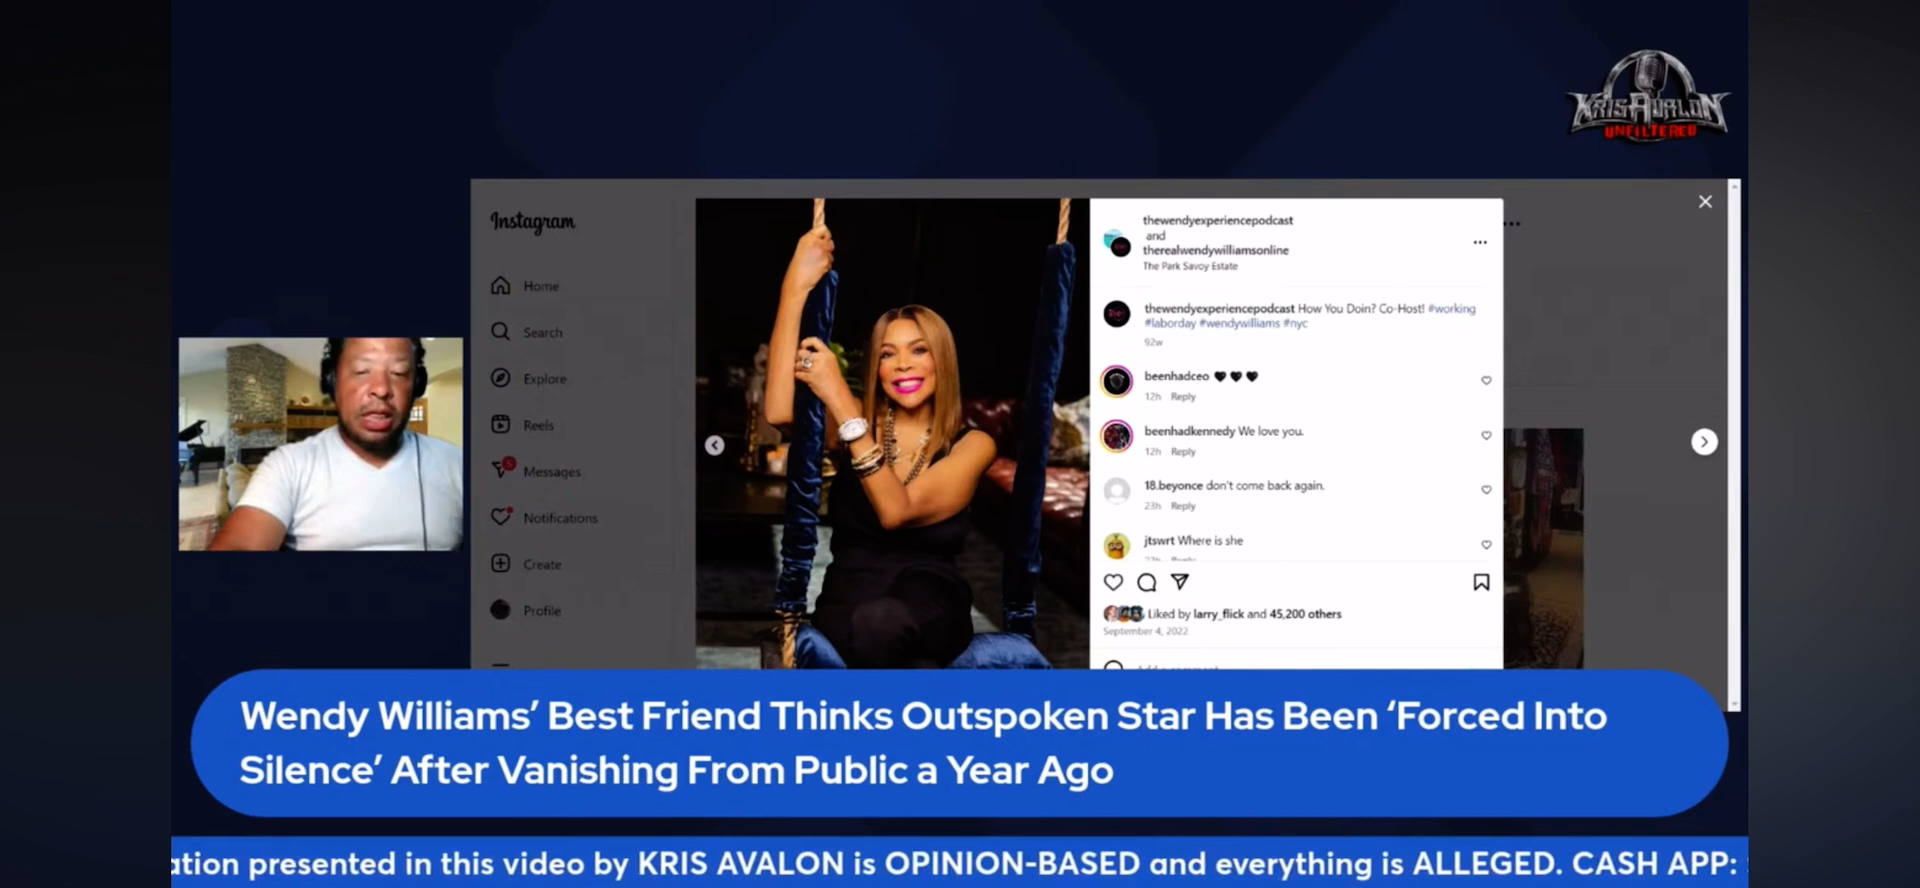 KRIS AVALON
UNFILTERED
Instagram
Home
Search
Explore
Reels
5
Messages
Notifications
Create
Profile
thewendyexperiencepodcast
and
therealwendywilliamsonline
The Park Savoy Estate
thewendyexperiencepodcast How You Doin? Co-Host! #working
#laborday #wendywilliams #nyc
92w
beenhadceo 🖤🖤🖤
12h Reply
beenhadkennedy We love you.
12h Reply
18.beyonce don't come back again.
23h Reply
jtswrt Where is she
Liked by larry_flick and 45,200 others
September 4, 2022
Wendy Williams’ Best Friend Thinks Outspoken Star Has Been ‘Forced Into
Silence’ After Vanishing From Public a Year Ago
ation presented in this video by KRIS AVALON is OPINION-BASED and everything is ALLEGED. CASH APP: